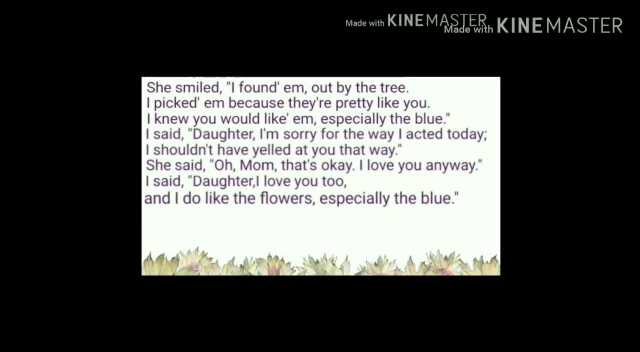 Made with KINEMASTER
Made with KINEMASTER
She smiled, "I found' em, out by the tree.
I picked' em because they're pretty like you.
I knew you would like' em, especially the blue."
I said, "Daughter, I'm sorry for the way I acted today;
I shouldn't have yelled at you that way."
She said, "Oh, Mom, that's okay. I love you anyway."
I said, "Daughter,I love you too,
and I do like the flowers, especially the blue."